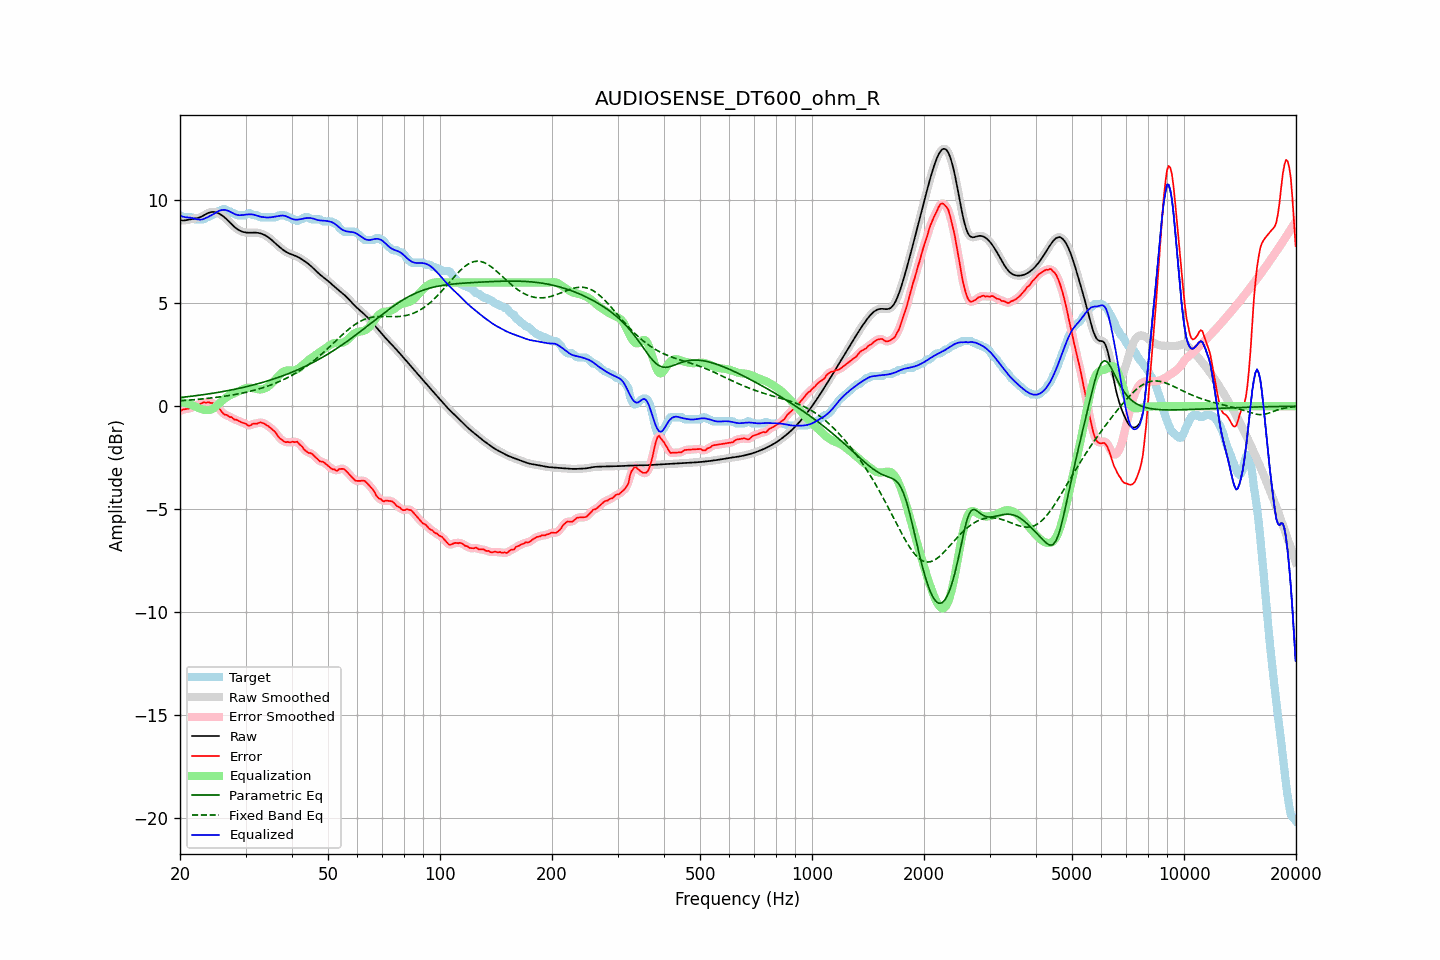 AUDIOSENSE_DT600_ohm_R
10
5
0
−5
−10
−15
−20
Amplitude (dBr)
Target
Raw Smoothed
Error Smoothed
Raw
Error
Equalization
Parametric Eq
Fixed Band Eq
Equalized
20
50
100
200
500
1000
2000
5000
10000
20000
Frequency (Hz)